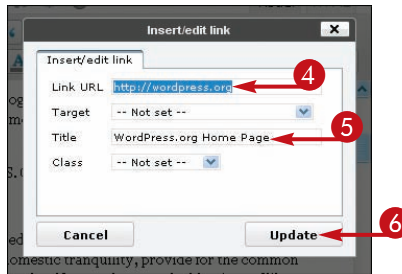 Insert/edit link
X
Insert/edit link
Link URL http://wordpress.org 4
Target -- Not set --
Title WordPress.org Home Page 5
Class -- Not set --
Cancel Update 6
omestic tranquility, provide for the common